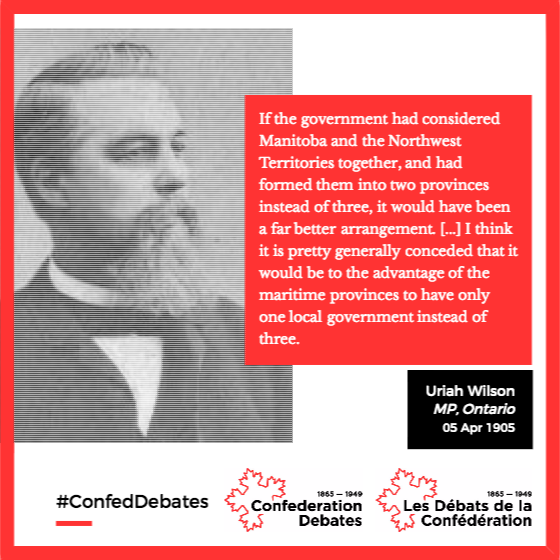 If the government had considered
Manitoba and the Northwest
Territories together, and had
formed them into two provinces
instead of three, it would have been
a far better arrangement. [...] I think
it is pretty generally conceded that it
would be to the advantage of the
maritime provinces to have only
one local government instead of
three.
Uriah Wilson
MP, Ontario
05 Apr 1905
#ConfedDebates
1865 — 1949
Confederation
Debates
1865 — 1949
Les Débats de la
Confédération